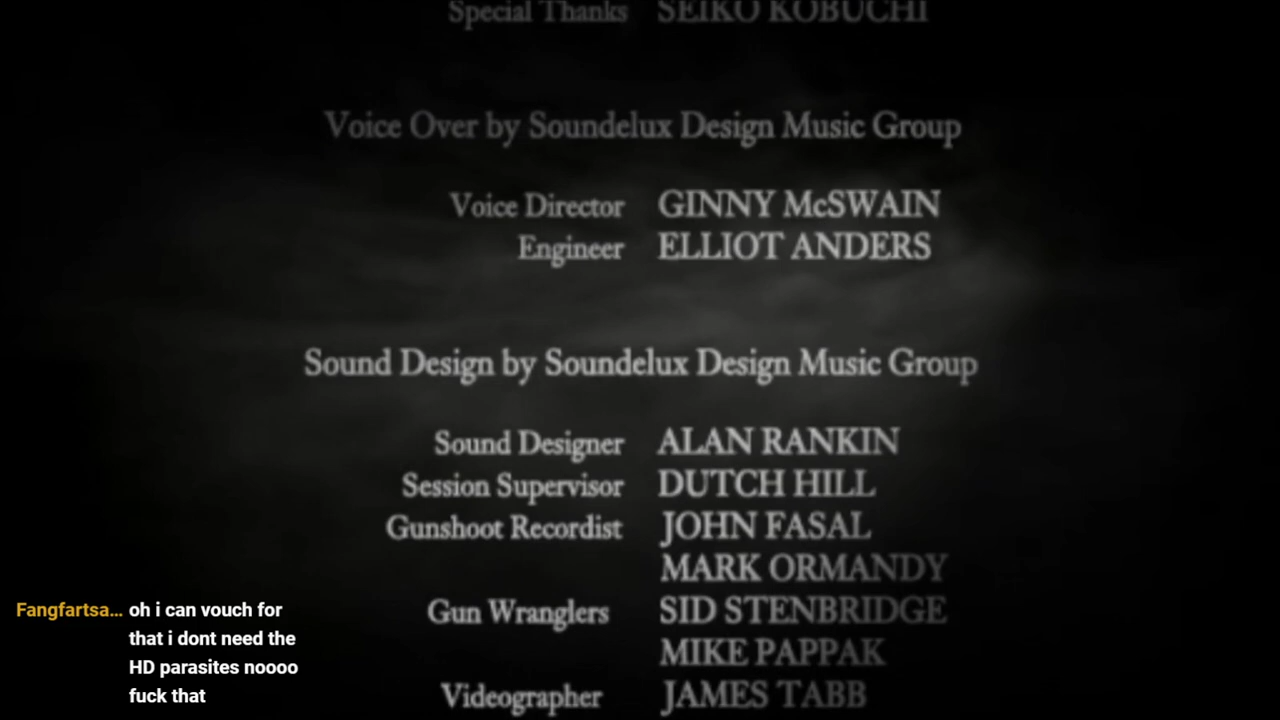 Special Thanks SEIKO KOBUCHI
Voice Over by Soundelux Design Music Group
Voice Director GINNY McSWAIN
Engineer ELLIOT ANDERS
Sound Design by Soundelux Design Music Group
Sound Designer ALAN RANKIN
Session Supervisor DUTCH HILL
Gunshoot Recordist JOHN FASAL
MARK ORMANDY
Gun Wranglers SID STENBRIDGE
MIKE PAPPAK
Videographer JAMES TABB
Fangfartsa... oh i can vouch for
that i dont need the
HD parasites noooo
fuck that